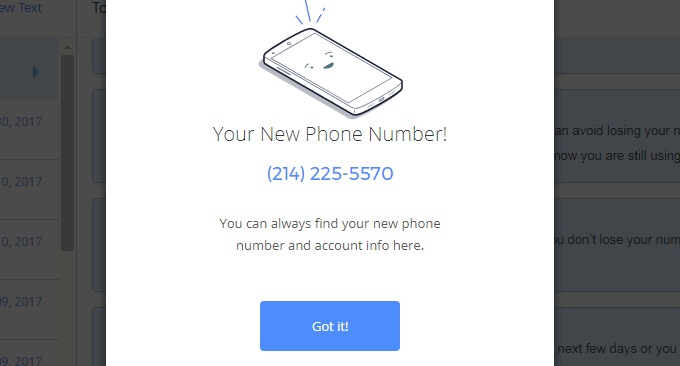 ew Text
To
30, 2017
an avoid losing your n
now you are still using
0, 2017
0, 2017
u don't lose your num
09, 2017
09, 2017
next few days or you
Your New Phone Number!
(214) 225-5570
You can always find your new phone
number and account info here.
Got it!